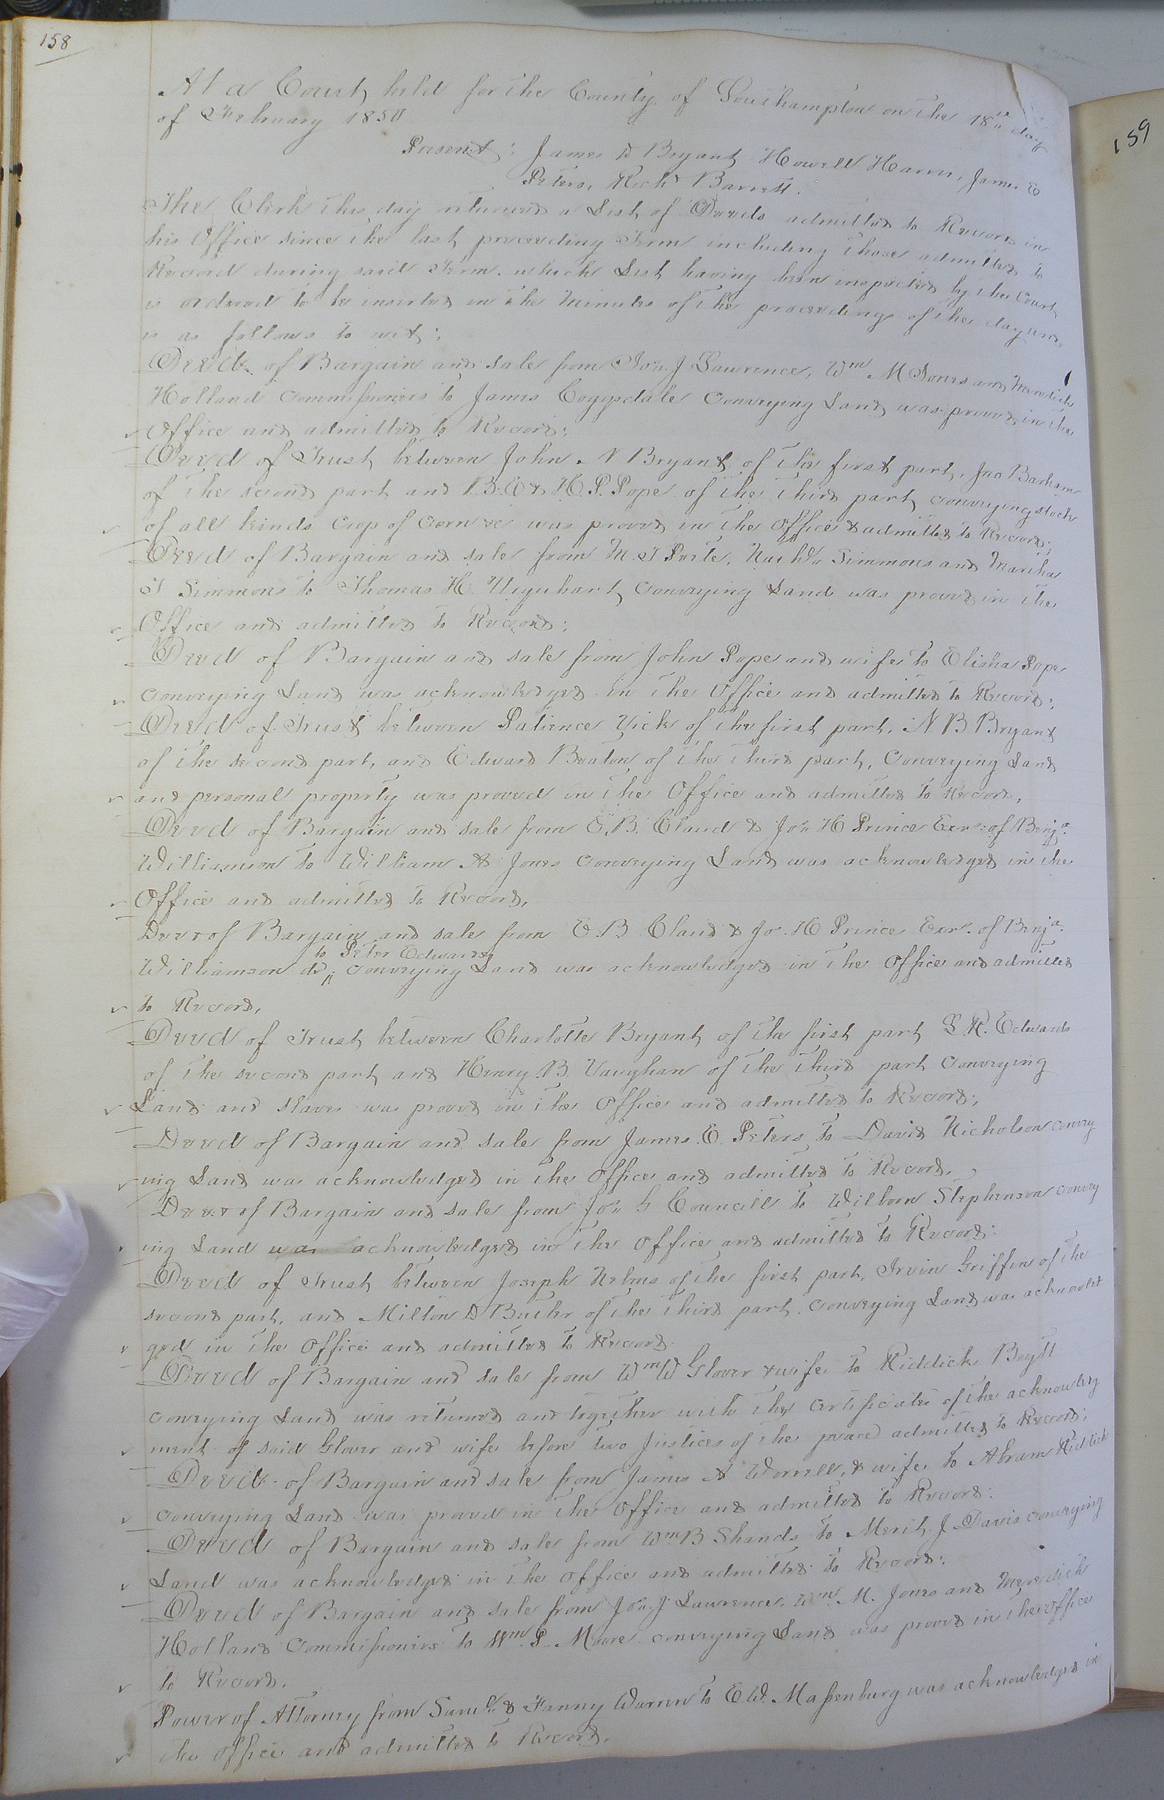 158
159
At a Court held for the County of Southampton on the 18th day
of February 1850
Present: James D Bryant Howell Harris, James E
Peters, Richd Barrett.
The Clerk this day returned a List of Deeds admitted to Record in
his Office since the last preceeding Term including those admitted to
Record during said Term. which List having been inspected by the Court
is ordered to be inserted in the minutes of the proceedings of the day and
is as follows to wit:
Deed of Bargain and sale from Jos. J Lawrence, Wm M Jones and Meredith
Holland Commissioners to James Coggsdale conveying Land was proved in the
Office and admitted to Record:
Deed of Trust between John N Bryant of the first part, Jno Barham
of the second part and B. E & H. P. Pope of the third part conveying stock
of all kinds Crop of Corn &c was proved in the Office & admitted to Record:
Deed of Bargain and sale from M. T Porte, Simmons and Martha
T Simmons to Thomas H Urquhart conveying Land was proved in the
Office and admitted to Record:
Deed of Bargain and sale from John Pope and wife to Elisha Pope
conveying Land was acknowledged in the Office and admitted to Record:
Deed of Trust between Patience Vick of the first part, N B Bryant
of the second part, and Edward Beaton of the third part, Conveying Land
and personal property was proved in the Office and admitted to Record,
Deed of Bargain and sale from E. B. Claud & Jos H Prince Exrs of Benja
Williamson to William A Jones conveying Land was acknowledged in the
Office and admitted to Record,
Deed of Bargain and sale from E. B Claud & Jos. H Prince Exrs. of Benja
to Peter Edwards
Williamson decd conveying Land was acknowledged in the Office and admitted
to Record,
Deed of Trust between Charlotte Bryant of the first part L. R. Edwards
of the second part and Henry B Vaughan of the third part conveying
Land and slaves was proved in the Office and admitted to Record,
Deed of Bargain and sale from James E. Peters to David Nicholson convey
ing Land was acknowledged in the Office and admitted to Record,
Deed of Bargain and sale from Jos G Councill to Wilborn Stephenson convey
ing Land was acknowledged in the office and admitted to Record:
Deed of Trust between Joseph Helms of the first part, Irvin Griffin of the
second part, and Milton D Butler of the third part, conveying Land was acknowled
ged in the Office and admitted to Record
Deed of Bargain and sale from Wm W Glover & wife to Riddick Boykin
conveying Land was returned and together with the Certificates of the acknowledg
ment of said Glover and wife before two Justices of the peace admitted to Record;
Deed of Bargain and sale from James A Worrell, & wife to Abram Riddick
conveying Land was proved in the Office and admitted to Record:
Deed of Bargain and sale from Wm B Shands to Merit J Davis conveying
Land was acknowledged in the office and admitted to Record:
Deed of Bargain and sale from Jos. J Lawrence, Wm. M. Jones and Meredith
Holland Commissioners to Wm. P. Moore conveying Land was proved in the office
to Record.
Power of Attorney from Saml & Fanny Warren to E. W. Massenburg was acknowledged in
the Office and admitted to Record.